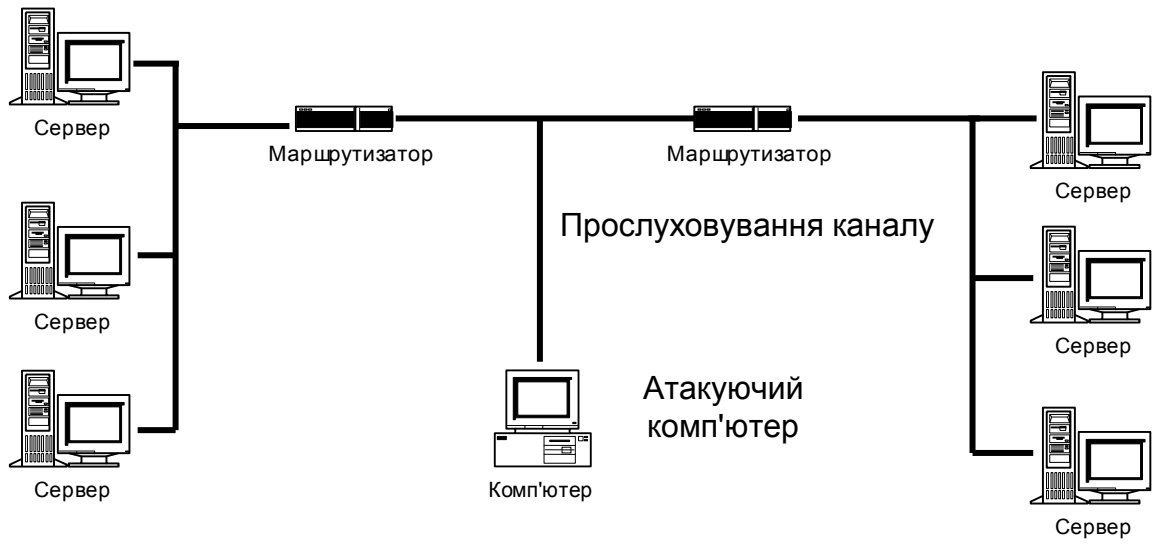 Сервер
Маршрутизатор
Маршрутизатор
Сервер
Прослуховування каналу
Сервер
Сервер
Атакуючий
комп'ютер
Сервер
Комп'ютер
Сервер